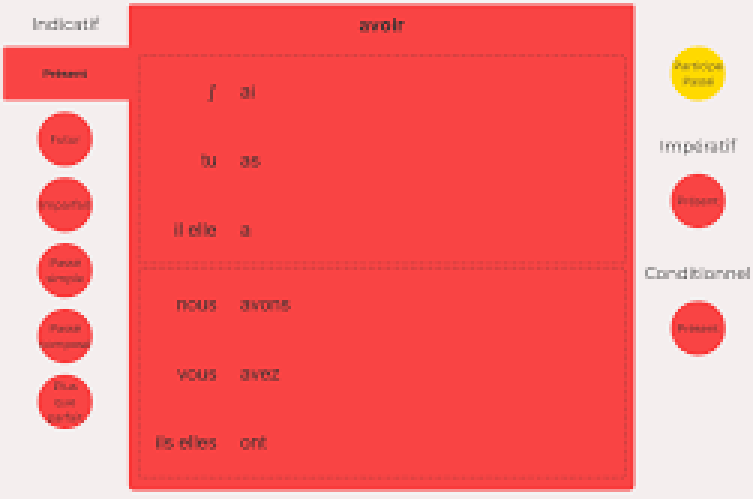 Indicatif
Présent
Futur
Imparfait
Passé
simple
Passé
composé
Plus
que
parfait
avoir
j' ai
tu as
il elle a
nous avons
vous avez
ils elles ont
Participe
Passé
Impératif
Présent
Conditionnel
Présent